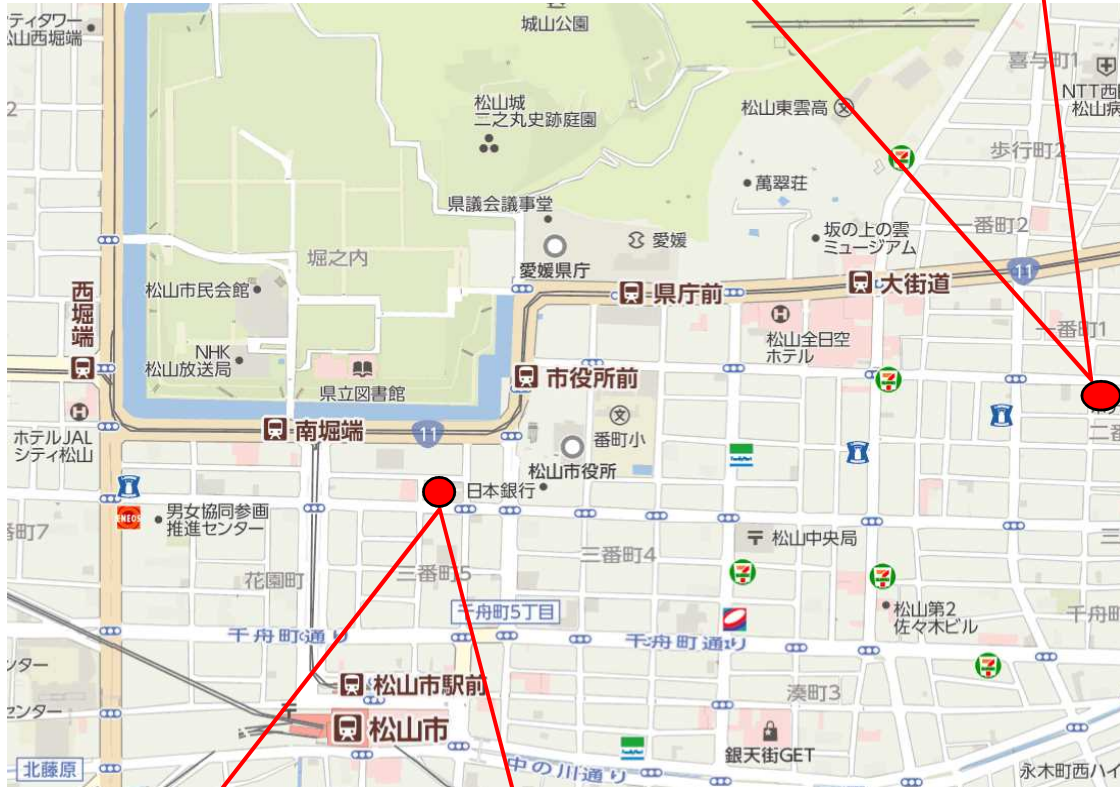 ティタワー
松山西堀端
城山公園
喜与町1
NTT西
松山病
松山城
二之丸史跡庭園
松山東雲高
歩行町2
萬翠荘
県議会議事堂
愛媛
坂の上の雲
ミュージアム
一番町2
堀之内
愛媛県庁
11
西堀端
松山市民会館
県庁前
大街道
一番町1
松山全日空
ホテル
NHK
松山放送局
県立図書館
市役所前
ホテルJAL
シティ松山
南堀端
11
番町小
二番
松山市役所
日本銀行
ENEOS
男女協同参画
推進センター
番町7
三番町4
松山中央局
三
花園町
三番町5
千舟町5丁目
松山第2
佐々木ビル
千舟町
千舟町通り
千舟町通り
ンター
松山市駅前
湊町3
センター
松山市
銀天街GET
北藤原
中の川通り
永木町西ハイ